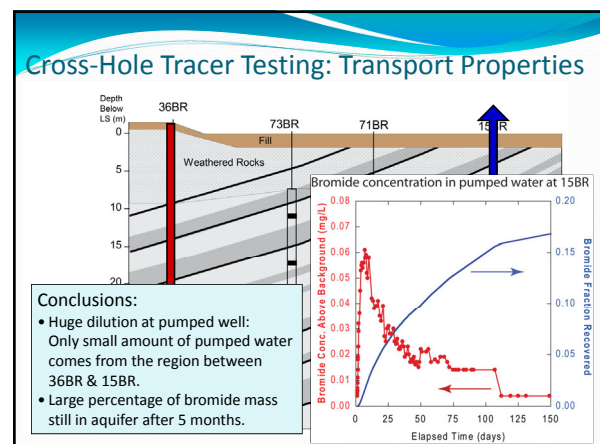 Cross-Hole Tracer Testing: Transport Properties
Depth
Below
LS (m)
36BR
73BR
71BR
0
5
10
15
20
Fill
Weathered Rocks
Bromide concentration in pumped water at 15BR
Bromide Conc. Above Background (mg/L)
0.08
0.07
0.06
0.05
0.04
0.03
0.02
0.01
0
0.20
0.15
0.10
0.05
0.00
Bromide Fraction Recovered
0 25 50 75 100 125 150
Elapsed Time (days)
Conclusions:
• Huge dilution at pumped well:
Only small amount of pumped water
comes from the region between
36BR & 15BR.
• Large percentage of bromide mass
still in aquifer after 5 months.